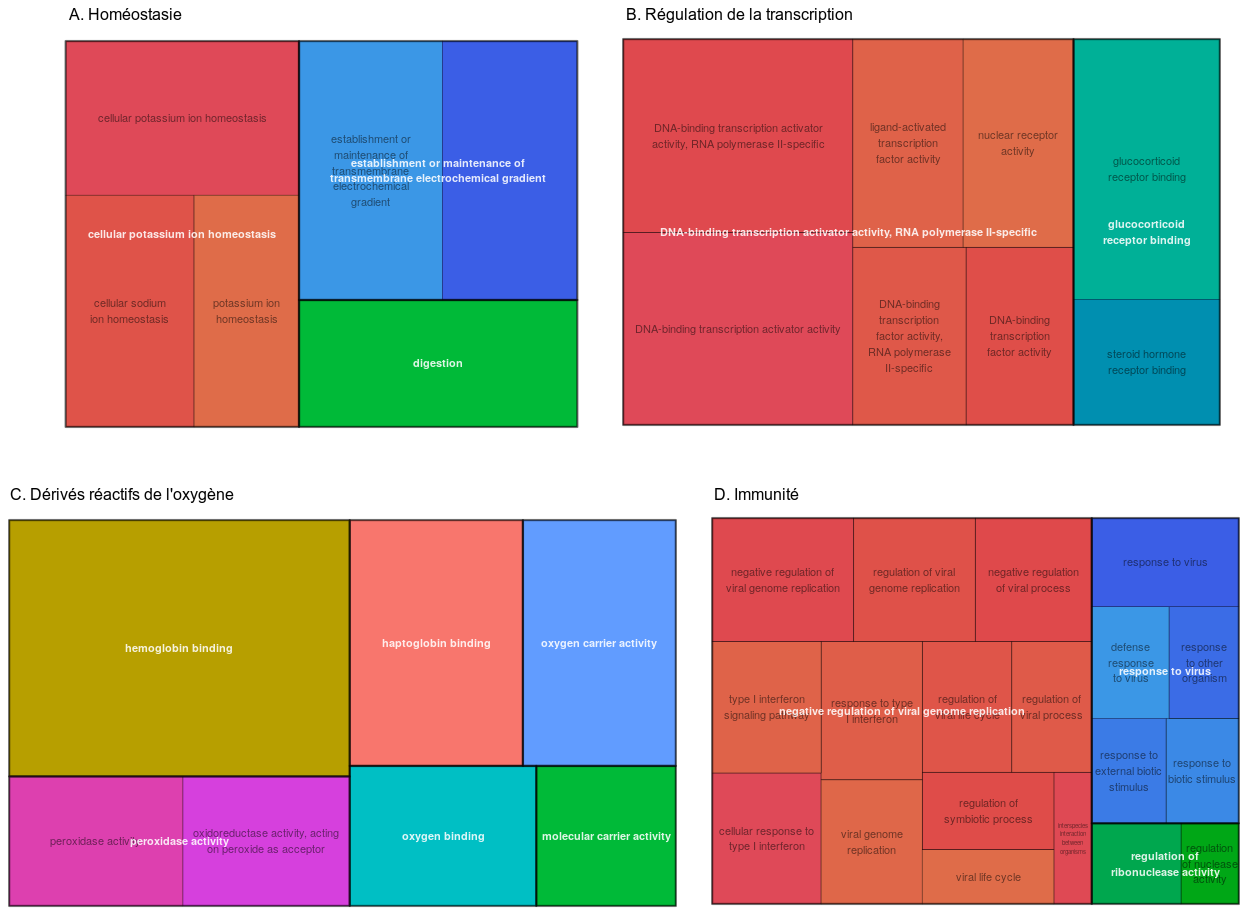 A. Homéostasie
cellular potassium ion homeostasis
cellular potassium ion homeostasis
cellular sodium
ion homeostasis
potassium ion
homeostasis
establishment or
maintenance of
transmembrane
electrochemical
gradient
establishment or maintenance of
transmembrane electrochemical gradient
digestion
B. Régulation de la transcription
DNA-binding transcription activator
activity, RNA polymerase II-specific
ligand-activated
transcription
factor activity
nuclear receptor
activity
DNA-binding transcription activator activity, RNA polymerase II-specific
DNA-binding transcription activator activity
DNA-binding
transcription
factor activity,
RNA polymerase
II-specific
DNA-binding
transcription
factor activity
glucocorticoid
receptor binding
glucocorticoid
receptor binding
steroid hormone
receptor binding
C. Dérivés réactifs de l'oxygène
hemoglobin binding
haptoglobin binding
oxygen carrier activity
peroxidase activity
peroxidase activity
oxidoreductase activity, acting
on peroxide as acceptor
oxygen binding
molecular carrier activity
D. Immunité
negative regulation of
viral genome replication
regulation of viral
genome replication
negative regulation
of viral process
type I interferon
signaling pathway
response to type
I interferon
regulation of
viral life cycle
regulation of
viral process
negative regulation of viral genome replication
cellular response to
type I interferon
viral genome
replication
regulation of
symbiotic process
viral life cycle
interspecies
interaction
between
organisms
response to virus
defense
response
to virus
response
to other
organism
response to virus
response to
external biotic
stimulus
response to
biotic stimulus
regulation of
ribonuclease activity
regulation
of nuclease
activity